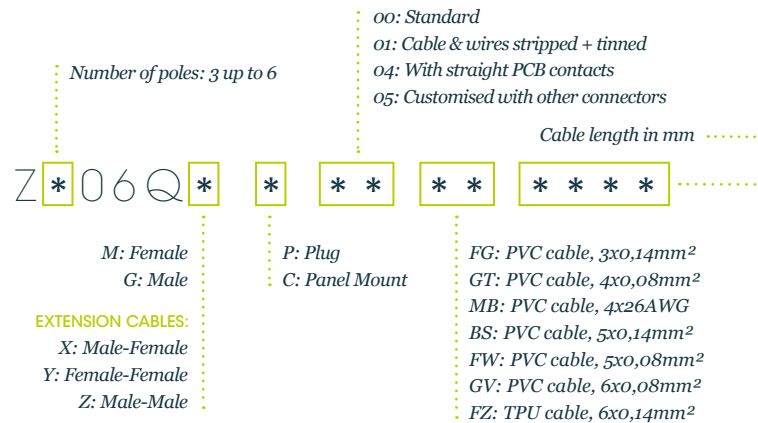 00: Standard
01: Cable & wires stripped + tinned
04: With straight PCB contacts
05: Customised with other connectors
Number of poles: 3 up to 6
Cable length in mm
Z * 0 6 Q * * * * * * * * * *
M: Female
G: Male
EXTENSION CABLES:
X: Male-Female
Y: Female-Female
Z: Male-Male
P: Plug
C: Panel Mount
FG: PVC cable, 3x0,14mm²
GT: PVC cable, 4x0,08mm²
MB: PVC cable, 4x26AWG
BS: PVC cable, 5x0,14mm²
FW: PVC cable, 5x0,08mm²
GV: PVC cable, 6x0,08mm²
FZ: TPU cable, 6x0,14mm²